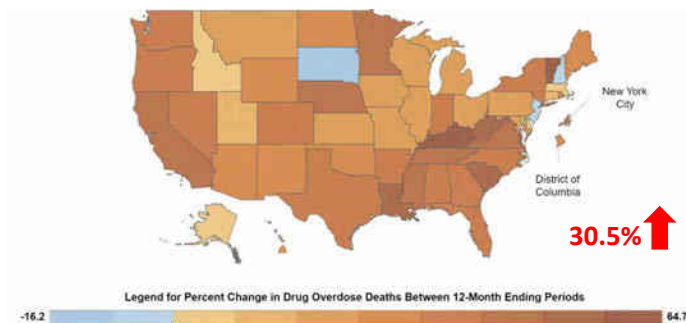 New York
City
District of
Columbia
30.5%
Legend for Percent Change in Drug Overdose Deaths Between 12-Month Ending Periods
-16.2
64.7